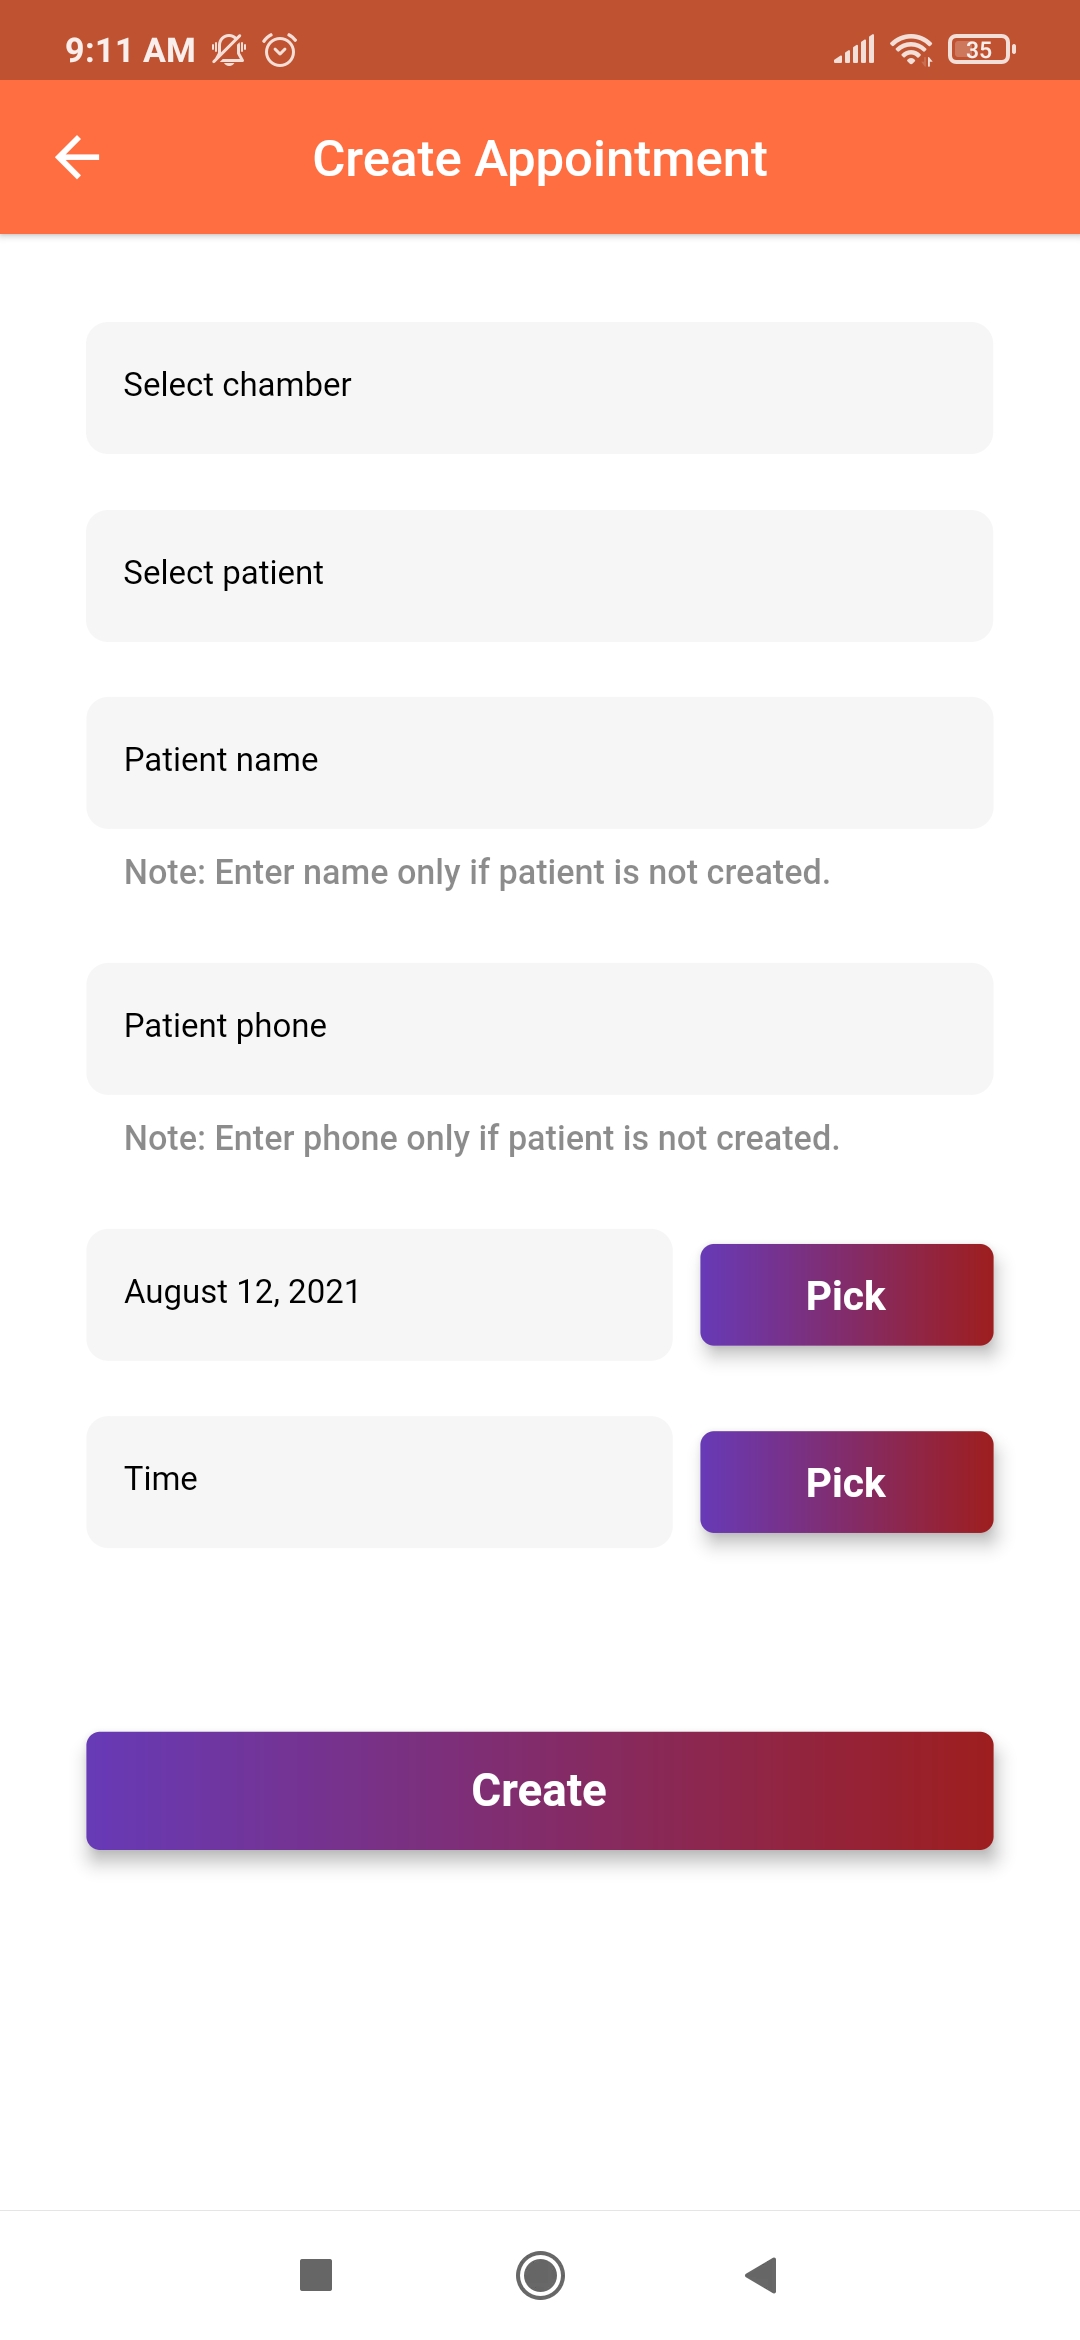 9:11 AM
35
Create Appointment
Select chamber
Select patient
Patient name
Note: Enter name only if patient is not created.
Patient phone
Note: Enter phone only if patient is not created.
August 12, 2021
Pick
Time
Pick
Create